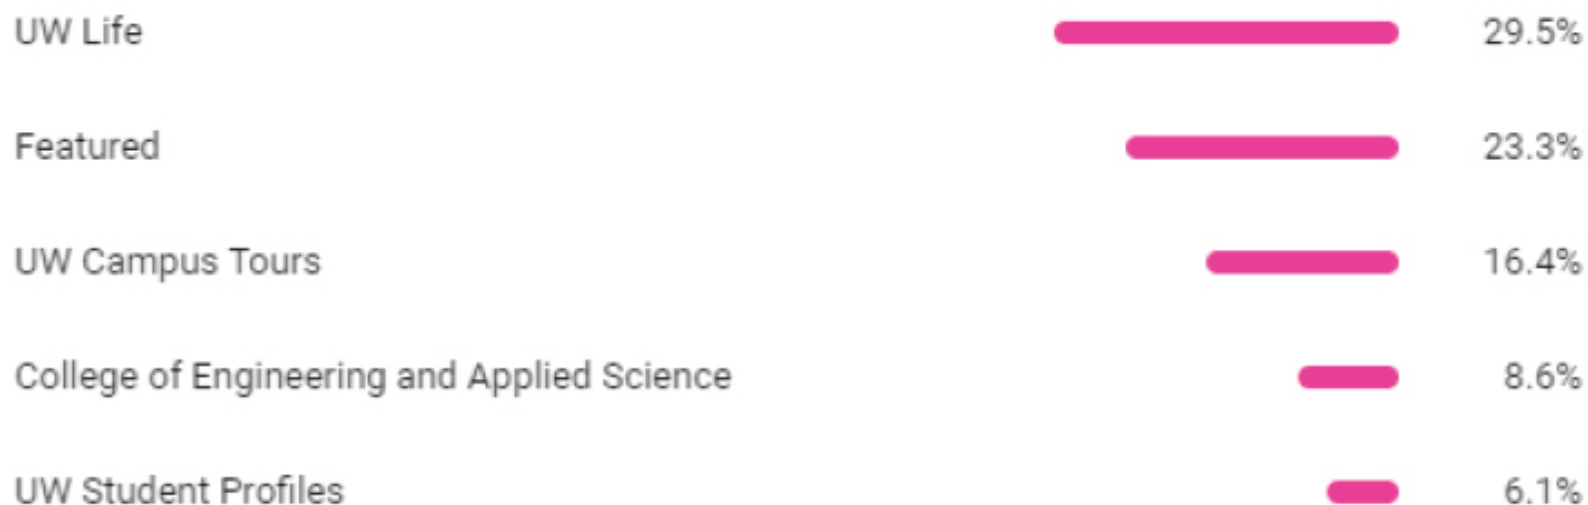 UW Life 29.5%
Featured 23.3%
UW Campus Tours 16.4%
College of Engineering and Applied Science 8.6%
UW Student Profiles 6.1%